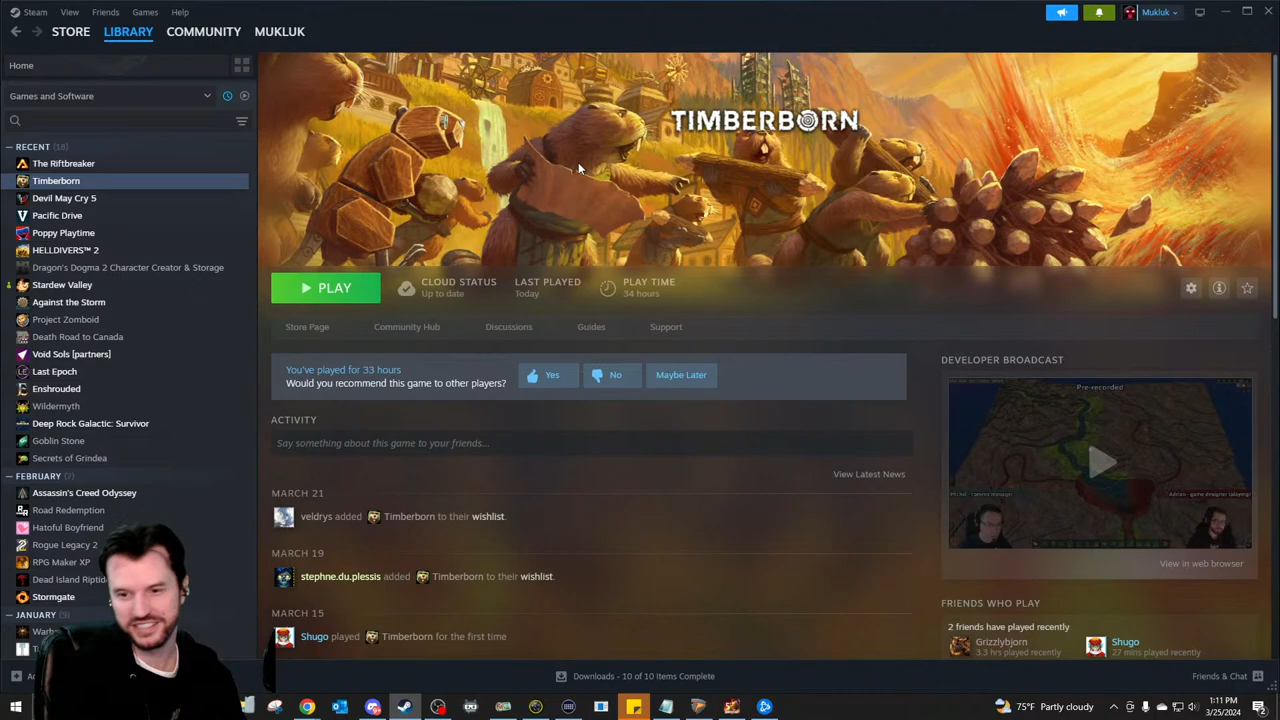 Steam View Friends Games Help
Mukluk
STORE LIBRARY COMMUNITY MUKLUK
Home
Games and Software
RECENT (18)
The Riftbreaker
Timberborn
Devil May Cry 5
Pacific Drive
Poppy Playtime
HELLDIVERS™ 2
Dragon's Dogma 2 Character Creator & Storage
Stardew Valley
Against the Storm
Project Zomboid
Death Road to Canada
Void Sols [partners]
Last Epoch
Enshrouded
Wildermyth
Deep Rock Galactic: Survivor
Goblin Stone
Secrets of Grindea
FEBRUARY (7)
Assassin's Creed Odyssey
Road Redemption
Hatoful Boyfriend
Rogue Legacy 2
RPG Maker XP
Dead Island Riptide
Stormgate
JANUARY (9)
TIMBERBORN
PLAY
CLOUD STATUS
Up to date
LAST PLAYED
Today
PLAY TIME
34 hours
Store Page Community Hub Discussions Guides Support
You've played for 33 hours
Would you recommend this game to other players?
Yes No Maybe Later
ACTIVITY
Say something about this game to your friends...
View Latest News
MARCH 21
veldrys added Timberborn to their wishlist.
MARCH 19
stephne.du.plessis added Timberborn to their wishlist.
MARCH 15
Shugo played Timberborn for the first time
DEVELOPER BROADCAST
Pre-recorded
View in web browser
FRIENDS WHO PLAY
2 friends have played recently
Grizzlybjorn
3.3 hrs played recently
Shugo
27 mins played recently
Downloads - 10 of 10 Items Complete
Friends & Chat
75°F Partly cloudy
1:11 PM
3/25/2024